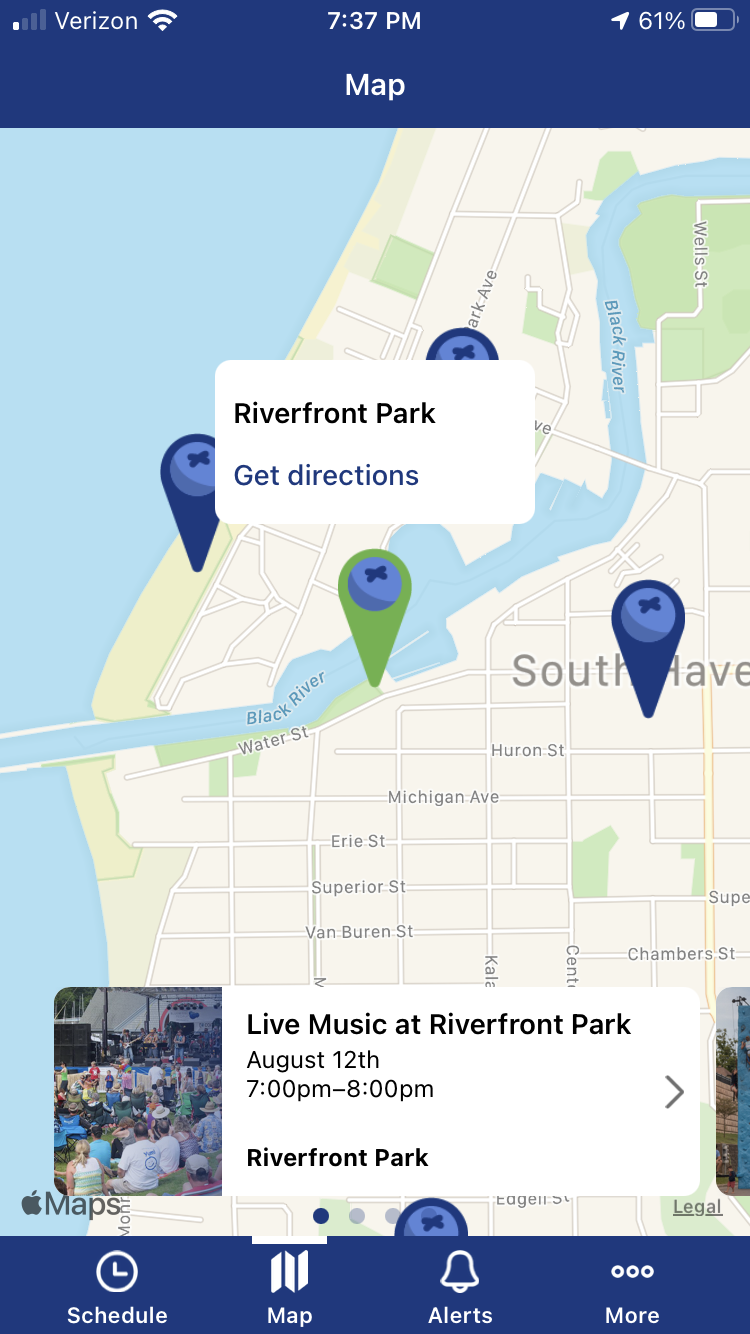 Verizon 7:37 PM 61%
Map
Wells St
Black River
Park Ave
Riverfront Park
Get directions
South Have
Black River
Water St
Huron St
Michigan Ave
Erie St
Superior St
Supe
Van Buren St
Chambers St
Kala
Cent
Live Music at Riverfront Park
August 12th
7:00pm–8:00pm
Riverfront Park
Maps
Monr
Edgell St
Legal
Schedule Map Alerts More